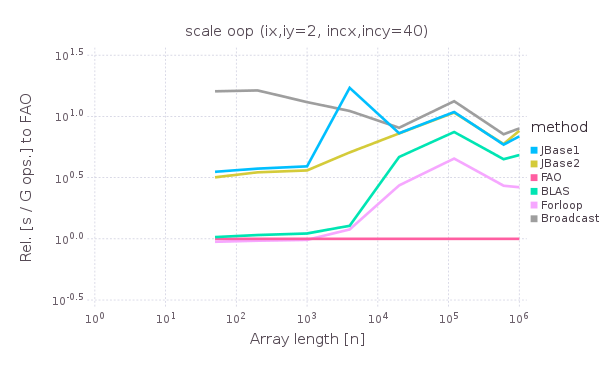 scale oop (ix,iy=2, incx,incy=40)
Rel. [s / G ops.] to FAO
10^1.5
10^1.0
10^0.5
10^0.0
10^-0.5
10^0 10^1 10^2 10^3 10^4 10^5 10^6
Array length [n]
method
JBase1
JBase2
FAO
BLAS
Forloop
Broadcast